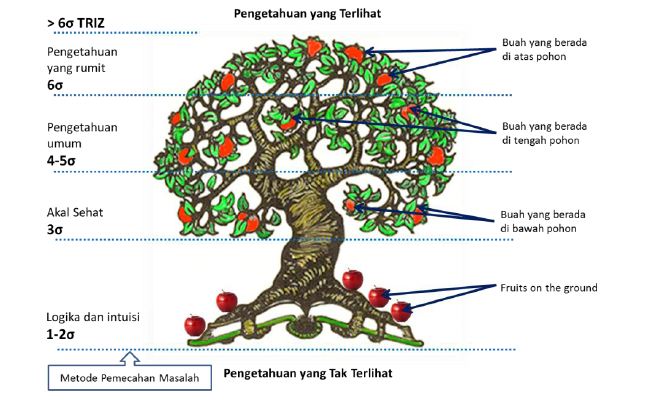 Pengetahuan yang Terlihat
> 6σ TRIZ
Pengetahuan
yang rumit
6σ
Buah yang berada
di atas pohon
Pengetahuan
umum
4-5σ
Buah yang berada
di tengah pohon
Akal Sehat
3σ
Buah yang berada
di bawah pohon
Fruits on the ground
Logika dan intuisi
1-2σ
Metode Pemecahan Masalah
Pengetahuan yang Tak Terlihat